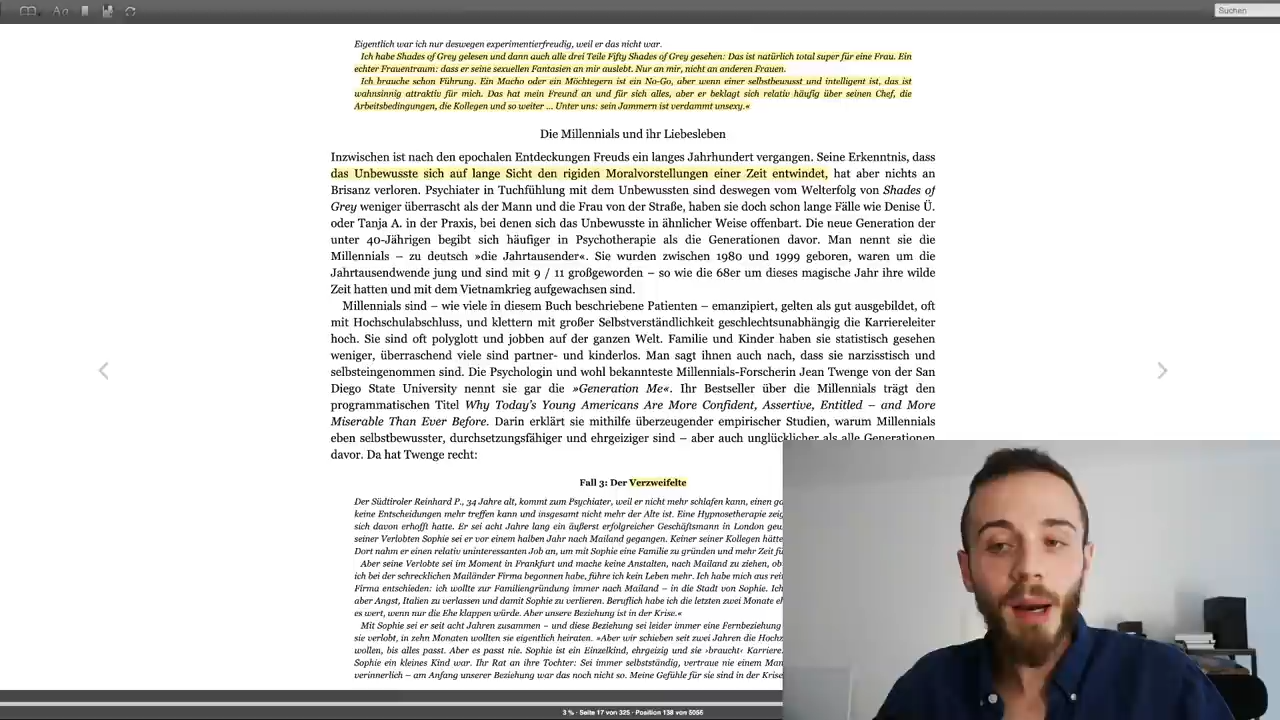 Aa
Suchen
Eigentlich war ich nur deswegen experimentierfreudig, weil er das nicht war.
Ich habe Shades of Grey gelesen und dann auch alle drei Teile Fifty Shades of Grey gesehen: Das ist natürlich total super für eine Frau. Ein
echter Frauentraum: dass er seine sexuellen Fantasien an mir auslebt. Nur an mir, nicht an anderen Frauen.
Ich brauche schon Führung. Ein Macho oder ein Möchtegern ist ein No-Go, aber wenn einer selbstbewusst und intelligent ist, das ist
wahnsinnig attraktiv für mich. Das hat mein Freund an und für sich alles, aber er beklagt sich relativ häufig über seinen Chef, die
Arbeitsbedingungen, die Kollegen und so weiter ... Unter uns: sein Jammern ist verdammt unsexy.«
Die Millennials und ihr Liebesleben
Inzwischen ist nach den epochalen Entdeckungen Freuds ein langes Jahrhundert vergangen. Seine Erkenntnis, dass
das Unbewusste sich auf lange Sicht den rigiden Moralvorstellungen einer Zeit entwindet, hat aber nichts an
Brisanz verloren. Psychiater in Tuchfühlung mit dem Unbewussten sind deswegen vom Welterfolg von Shades of
Grey weniger überrascht als der Mann und die Frau von der Straße, haben sie doch schon lange Fälle wie Denise Ü.
oder Tanja A. in der Praxis, bei denen sich das Unbewusste in ähnlicher Weise offenbart. Die neue Generation der
unter 40-Jährigen begibt sich häufiger in Psychotherapie als die Generationen davor. Man nennt sie die
Millennials – zu deutsch »die Jahrtausender«. Sie wurden zwischen 1980 und 1999 geboren, waren um die
Jahrtausendwende jung und sind mit 9 / 11 großgeworden – so wie die 68er um dieses magische Jahr ihre wilde
Zeit hatten und mit dem Vietnamkrieg aufgewachsen sind.
Millennials sind – wie viele in diesem Buch beschriebene Patienten – emanzipiert, gelten als gut ausgebildet, oft
mit Hochschulabschluss, und klettern mit großer Selbstverständlichkeit geschlechtsunabhängig die Karriereleiter
hoch. Sie sind oft polyglott und jobben auf der ganzen Welt. Familie und Kinder haben sie statistisch gesehen
weniger, überraschend viele sind partner- und kinderlos. Man sagt ihnen auch nach, dass sie narzisstisch und
selbsteingenommen sind. Die Psychologin und wohl bekannteste Millennials-Forscherin Jean Twenge von der San
Diego State University nennt sie gar die »Generation Me«. Ihr Bestseller über die Millennials trägt den
programmatischen Titel Why Today's Young Americans Are More Confident, Assertive, Entitled – and More
Miserable Than Ever Before. Darin erklärt sie mithilfe überzeugender empirischer Studien, warum Millennials
eben selbstbewusster, durchsetzungsfähiger und ehrgeiziger sind – aber auch unglücklicher als alle Generationen
davor. Da hat Twenge recht:
Fall 3: Der Verzweifelte
Der Südtiroler Reinhard P., 34 Jahre alt, kommt zum Psychiater, weil er nicht mehr schlafen kann, einen
keine Entscheidungen mehr treffen kann und insgesamt nicht mehr der Alte ist. Eine Hypnosetherapie
sich davon erhofft hatte. Er sei acht Jahre lang ein äußerst erfolgreicher Geschäftsmann in London
seiner Verlobten Sophie sei er vor einem halben Jahr nach Mailand gegangen. Keiner seiner Kollegen hätte
Dort nahm er einen relativ uninteressanten Job an, um mit Sophie eine Familie zu gründen und mehr Zeit
Aber seine Verlobte sei im Moment in Frankfurt und mache keine Anstalten, nach Mailand zu ziehen,
ich bei der schrecklichen Mailänder Firma begonnen habe, führe ich kein Leben mehr. Ich habe mich aus
Firma entschieden: ich wollte zur Familiengründung immer nach Mailand – in die Stadt von Sophie.
aber Angst, Italien zu verlassen und damit Sophie zu verlieren. Beruflich habe ich die letzten zwei Monate
es wert, wenn nur die Ehe klappen würde. Aber unsere Beziehung ist in der Krise.«
Mit Sophie sei er seit acht Jahren zusammen – und diese Beziehung sei leider immer eine Fernbeziehung
sie verlobt, in zehn Monaten wollten sie eigentlich heiraten. »Aber wir schieben seit zwei Jahren die
wollen, bis alles passt. Aber es passt nie. Sophie ist ein Einzelkind, ehrgeizig und sie ›braucht‹ Karriere.
Sophie ein kleines Kind war. Ihr Rat an ihre Tochter: Sei immer selbstständig, vertraue nie einem
verinnerlich – am Anfang unserer Beziehung war das noch nicht so. Meine Gefühle für sie sind in der
3 % · Seite 17 von 325 · Position 138 von 5055